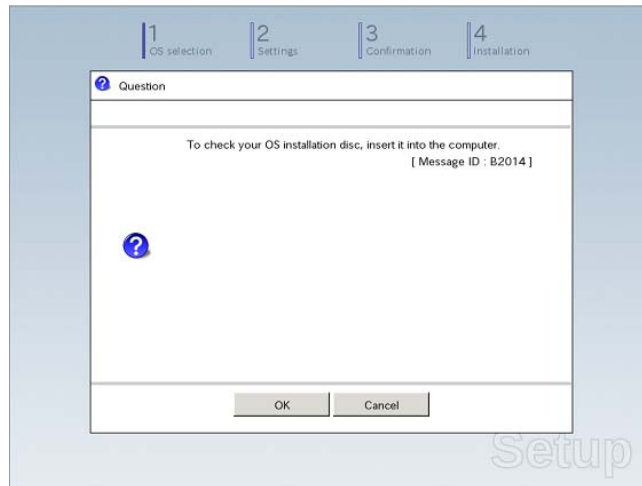 1
OS selection
2
Settings
3
Confirmation
4
Installation
Question
To check your OS installation disc, insert it into the computer.
[ Message ID : B2014 ]
OK
Cancel
Setup